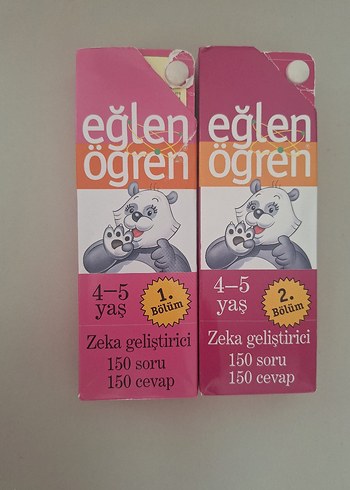 eğlen
öğren
4–5
yaş
1.
Bölüm
Zeka geliştirici
150 soru
150 cevap
eğlen
öğren
4–5
yaş
2.
Bölüm
Zeka geliştirici
150 soru
150 cevap